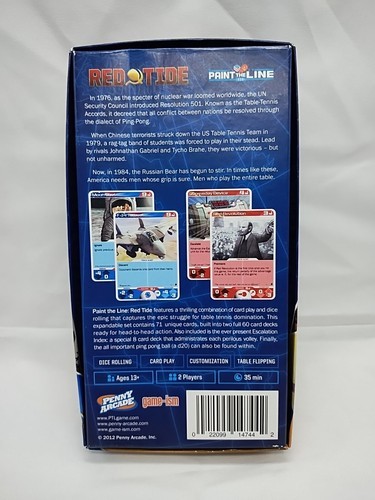 RED TIDE
PAINT THE LINE
In 1976, as the specter of nuclear war loomed worldwide, the UN
Security Council introduced Resolution 501. Known as the Table-Tennis
Accords, it decreed that all conflict between nations be resolved through
the dialect of Ping Pong.
When Chinese terrorists struck down the US Table-Tennis Team in
1979, a rag-tag band of students was forced to play in their stead. Lead
by rivals Johnathan Gabriel and Tycho Brahe, they were victorious - but
not unharmed.
Now, in 1984, the Russian Bear has begun to stir: In times like these,
America needs men whose grip is sure. Men who play the entire table.
Paint the Line: Red Tide features a thrilling combination of card play and dice
rolling that captures the epic struggle for table tennis domination. This
expandable set contains 71 unique cards, built into two full 60 card decks
ready for head-to-head action. Also included is the ever present Escalation
Index: a special 8 card deck that administrates each perilous volley. Finally,
the all important ping pong ball (a d20) can also be found within.
DICE ROLLING
CARD PLAY
CUSTOMIZATION
TABLE FLIPPING
Ages 13+
2 Players
35 min
PENNY ARCADE
game-ism
www.PTLgame.com
www.penny-arcade.com
www.game-ism.com
© 2012 Penny Arcade, Inc.
0 22099 14744 2